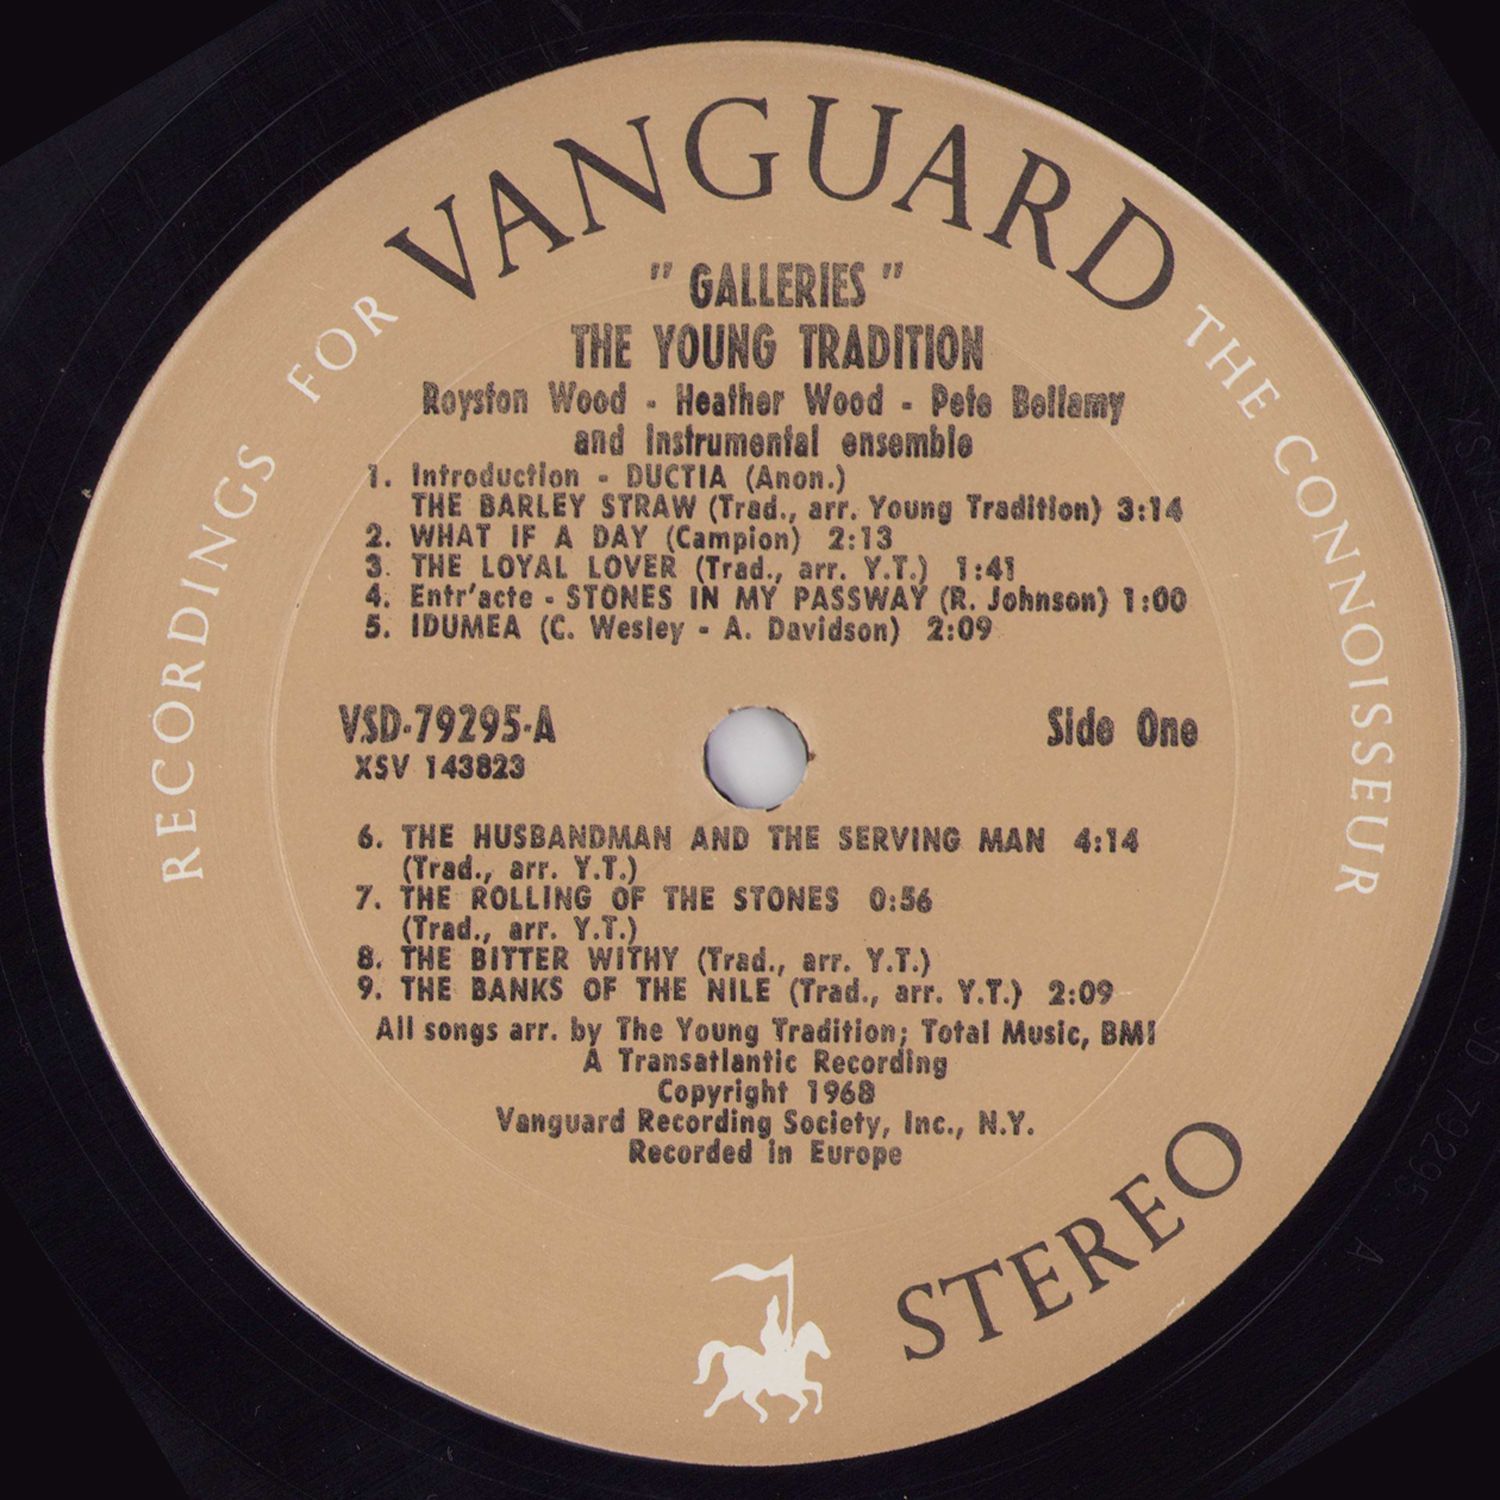 RECORDINGS FOR VANGUARD THE CONNOISSEUR
" GALLERIES "
THE YOUNG TRADITION
Royston Wood - Heather Wood - Pete Bellamy
and instrumental ensemble
1. Introduction - DUCTIA (Anon.)
THE BARLEY STRAW (Trad., arr. Young Tradition) 3:14
2. WHAT IF A DAY (Campion) 2:13
3. THE LOYAL LOVER (Trad., arr. Y.T.) 1:41
4. Entr'acte - STONES IN MY PASSWAY (R. Johnson) 1:00
5. IDUMEA (C. Wesley - A. Davidson) 2:09
VSD-79295-A
Side One
XSV 143823
6. THE HUSBANDMAN AND THE SERVING MAN 4:14
(Trad., arr. Y.T.)
7. THE ROLLING OF THE STONES 0:56
(Trad., arr. Y.T.)
8. THE BITTER WITHY (Trad., arr. Y.T.)
9. THE BANKS OF THE NILE (Trad., arr. Y.T.) 2:09
All songs arr. by The Young Tradition; Total Music, BMI
A Transatlantic Recording
Copyright 1968
Vanguard Recording Society, Inc., N.Y.
Recorded in Europe
STEREO